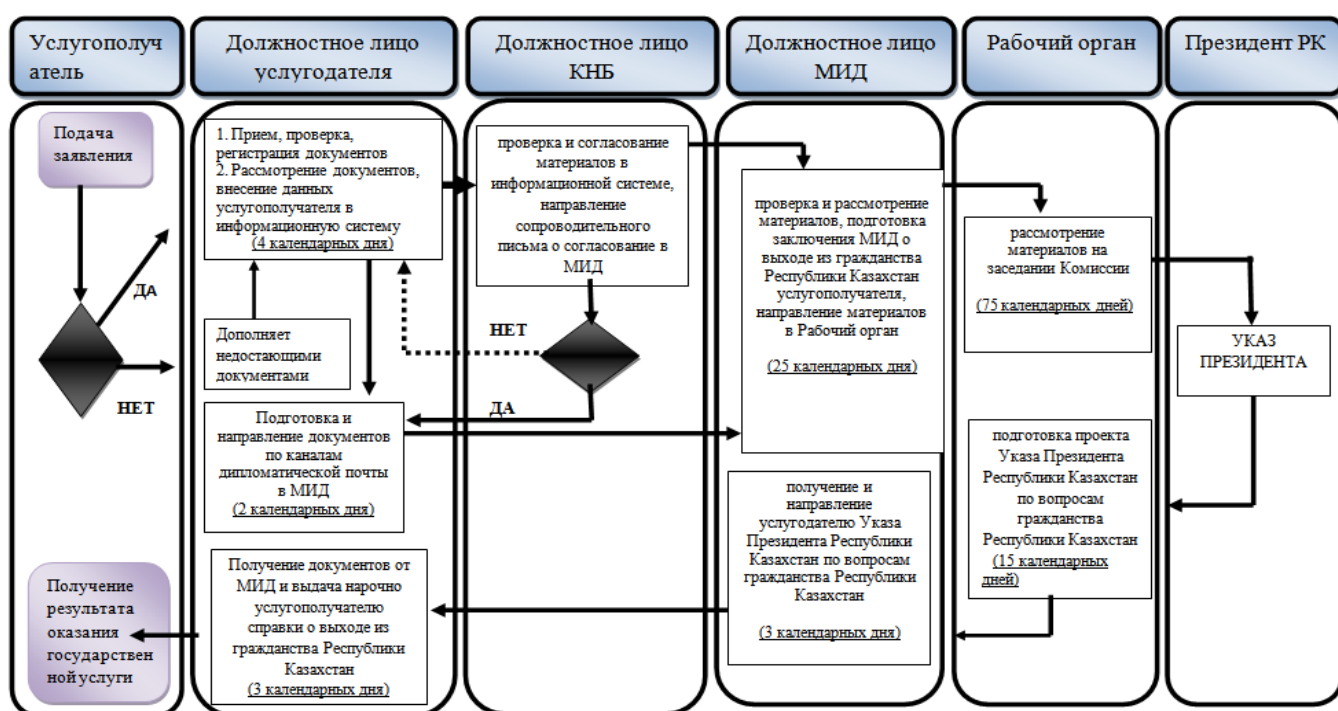 Услугополуч
атель
Должностное лицо
услугодателя
Должностное лицо
КНБ
Должностное лицо
МИД
Рабочий орган
Президент РК
Подача
заявления
ДА
НЕТ
Получение
результата
оказания
государствен
ной услуги
1. Прием, проверка,
регистрация документов
2. Рассмотрение документов,
внесение данных
услугополучателя в
информационную систему
(4 календарных дня)
Дополняет
недостающими
документами
Подготовка и
направление документов
по каналам
дипломатической почты
в МИД
(2 календарных дня)
Получение документов от
МИД и выдача нарочно
услугополучателю
справки о выходе из
гражданства Республики
Казахстан
(3 календарных дня)
проверка и согласование
материалов в
информационной системе,
направление
сопроводительного
письма о согласование в
МИД
НЕТ
ДА
проверка и рассмотрение
материалов, подготовка
заключения МИД о
выходе из гражданства
Республики Казахстан
услугополучателя,
направление материалов
в Рабочий орган
(25 календарных дня)
получение и
направление
услугодателю Указа
Президента Республики
Казахстан по вопросам
гражданства Республики
Казахстан
(3 календарных дня)
рассмотрение
материалов на
заседании Комиссии
(75 календарных дней)
подготовка проекта
Указа Президента
Республики Казахстан
по вопросам
гражданства
Республики Казахстан
(15 календарных
дней)
УКАЗ
ПРЕЗИДЕНТА